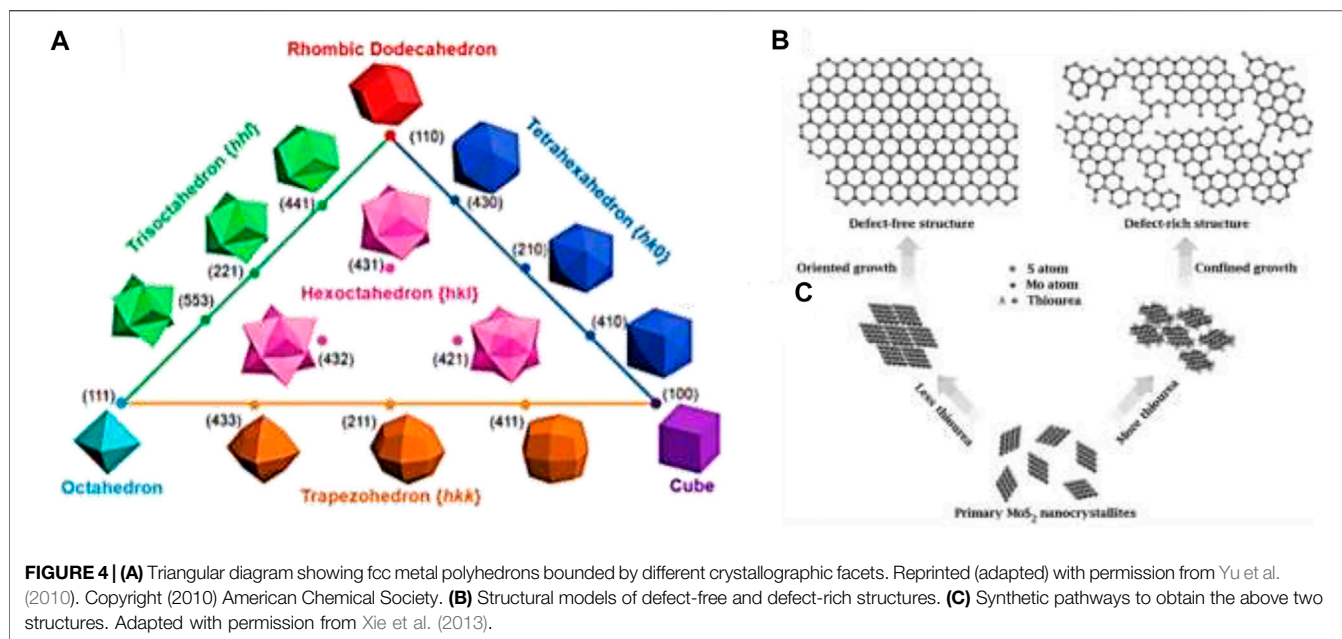 A
Rhombic Dodecahedron
(110)
Trisoctahedron {hhl}
(441)
(221)
(553)
Tetrahexahedron {hk0}
(430)
(210)
(410)
(431)
Hexoctahedron {hkl}
(432)
(421)
(111)
(100)
(433)
(211)
(411)
Octahedron
Trapezohedron {hkk}
Cube
B
Defect-free structure
Defect-rich structure
Oriented growth
S atom
Mo atom
Thiourea
Confined growth
C
Less thiourea
More thiourea
Primary MoS₂ nanocrystallites
FIGURE 4 | (A) Triangular diagram showing fcc metal polyhedrons bounded by different crystallographic facets. Reprinted (adapted) with permission from Yu et al.
(2010). Copyright (2010) American Chemical Society. (B) Structural models of defect-free and defect-rich structures. (C) Synthetic pathways to obtain the above two
structures. Adapted with permission from Xie et al. (2013).